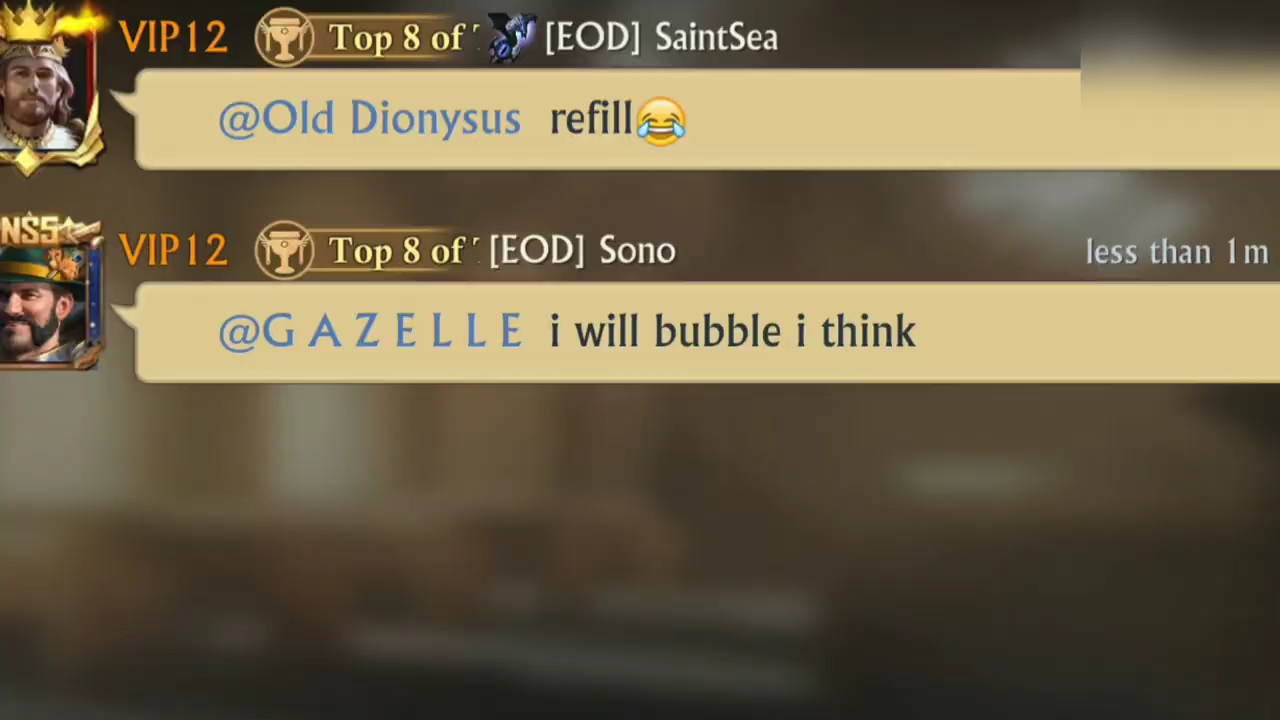 VIP12 Top 8 of [EOD] SaintSea
@Old Dionysus refill😂
NS5
VIP12 Top 8 of [EOD] Sono less than 1m
@G A Z E L L E i will bubble i think